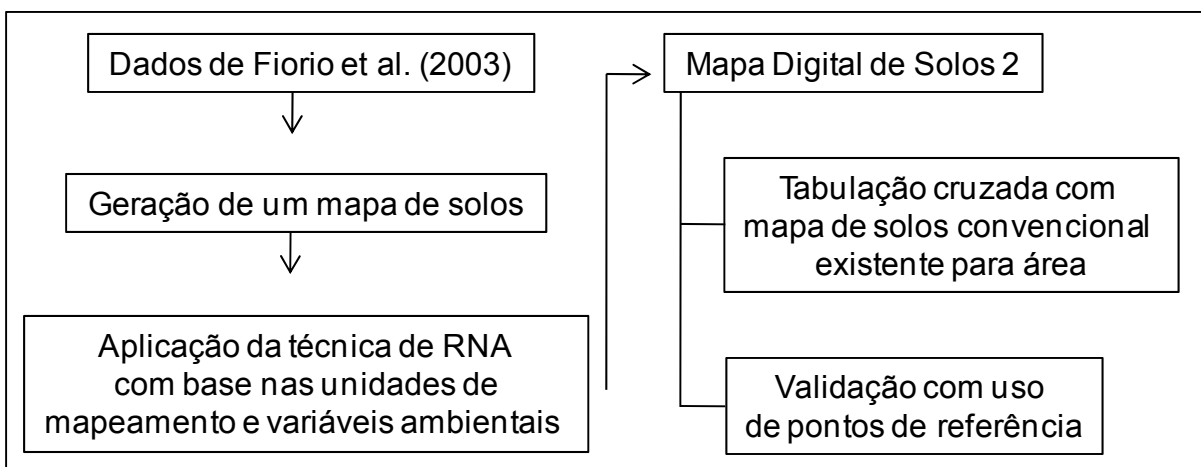 Dados de Fiorio et al. (2003)
Geração de um mapa de solos
Aplicação da técnica de RNA
com base nas unidades de
mapeamento e variáveis ambientais
Mapa Digital de Solos 2
Tabulação cruzada com
mapa de solos convencional
existente para área
Validação com uso
de pontos de referência